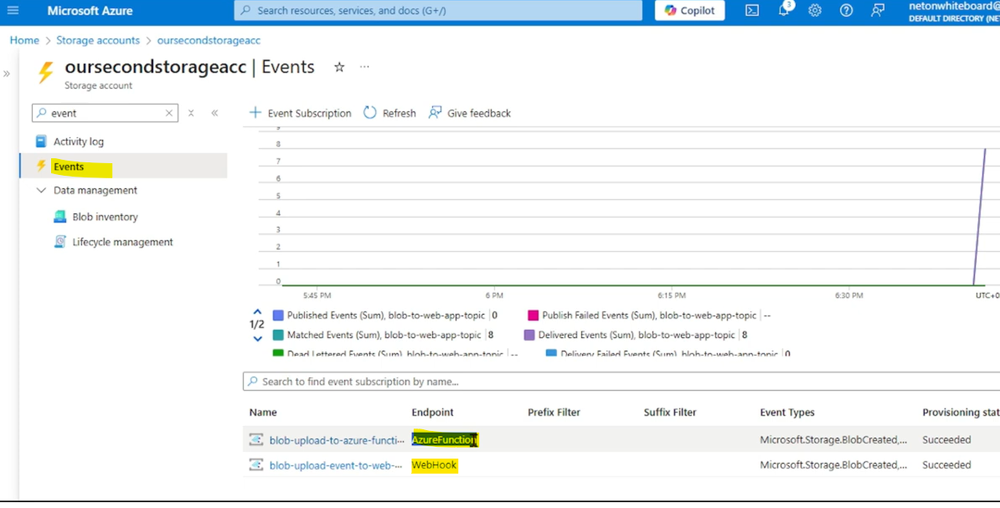 Microsoft Azure
Search resources, services, and docs (G+/)
Copilot
3
netonwhiteboard@
DEFAULT DIRECTORY (NE
Home > Storage accounts > oursecondstorageacc
oursecondstorageacc | Events
Storage account
event
Activity log
Events
Data management
Blob inventory
Lifecycle management
+ Event Subscription Refresh Give feedback
9
8
7
6
5
4
3
2
1
0
5:45 PM 6 PM 6:15 PM 6:30 PM UTC+0
1/2
Published Events (Sum), blob-to-web-app-topic | 0 Publish Failed Events (Sum), blob-to-web-app-topic | --
Matched Events (Sum), blob-to-web-app-topic | 8 Delivered Events (Sum), blob-to-web-app-topic | 8
Dead Lettered Events (Sum), blob-to-web-app-topic | -- Delivery Failed Events (Sum), blob-to-web-app-topic | 0
Search to find event subscription by name...
Name Endpoint Prefix Filter Suffix Filter Event Types Provisioning stat
blob-upload-to-azure-functi... AzureFunction Microsoft.Storage.BlobCreated,... Succeeded
blob-upload-event-to-web-... WebHook Microsoft.Storage.BlobCreated,... Succeeded